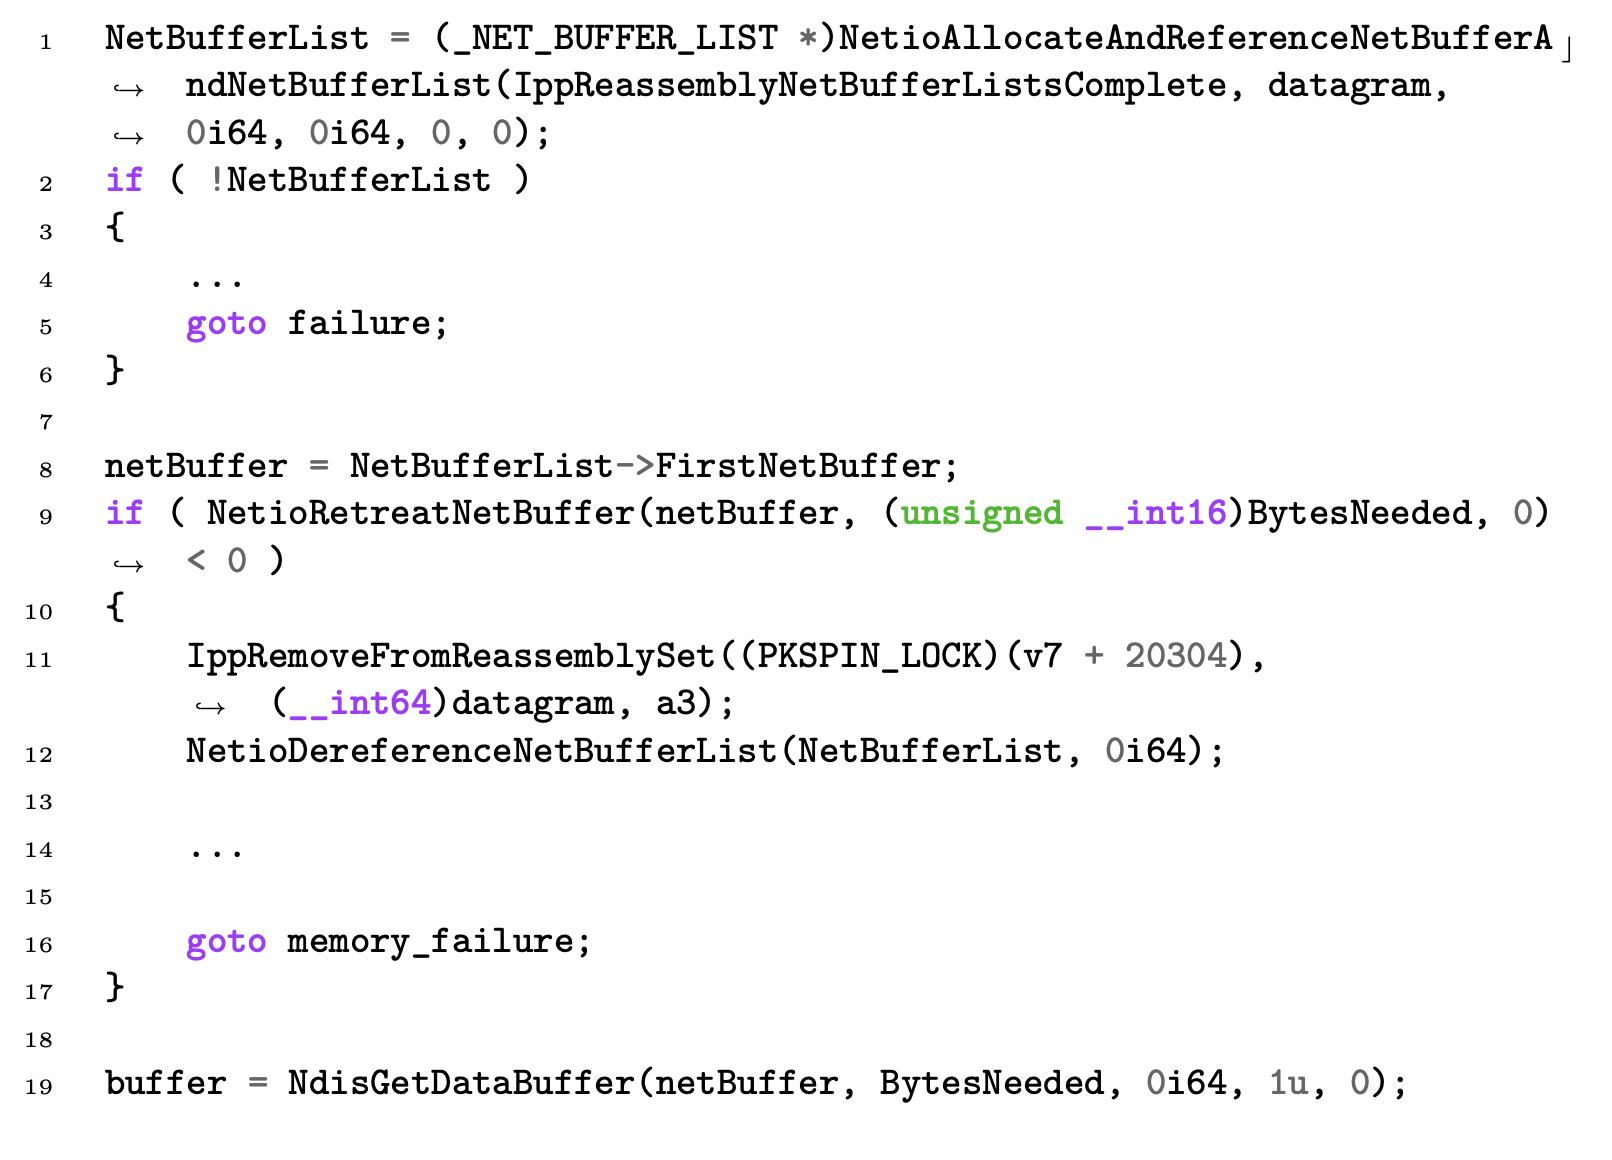 1 NetBufferList = (_NET_BUFFER_LIST *)NetioAllocateAndReferenceNetBufferA⌋
↪ ndNetBufferList(IppReassemblyNetBufferListsComplete, datagram,
↪ 0i64, 0i64, 0, 0);
2 if ( !NetBufferList )
3 {
4 ...
5 goto failure;
6 }
7
8 netBuffer = NetBufferList->FirstNetBuffer;
9 if ( NetioRetreatNetBuffer(netBuffer, (unsigned __int16)BytesNeeded, 0)
↪ < 0 )
10 {
11 IppRemoveFromReassemblySet((PKSPIN_LOCK)(v7 + 20304),
↪ (__int64)datagram, a3);
12 NetioDereferenceNetBufferList(NetBufferList, 0i64);
13
14 ...
15
16 goto memory_failure;
17 }
18
19 buffer = NdisGetDataBuffer(netBuffer, BytesNeeded, 0i64, 1u, 0);